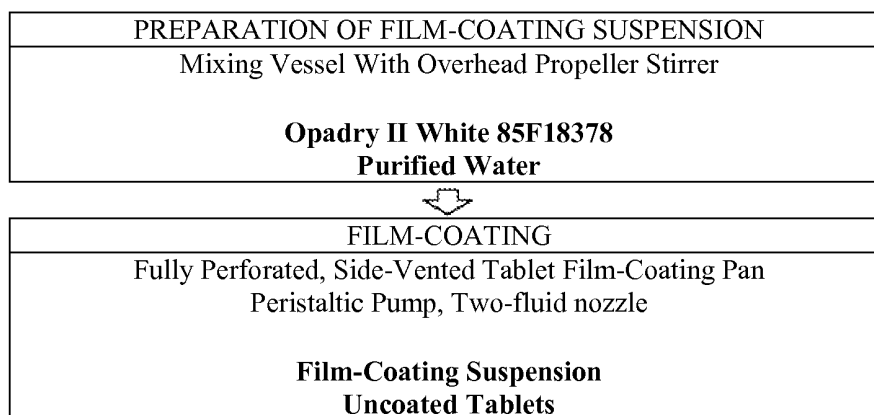 PREPARATION OF FILM-COATING SUSPENSION
Mixing Vessel With Overhead Propeller Stirrer
Opadry II White 85F18378
Purified Water
FILM-COATING
Fully Perforated, Side-Vented Tablet Film-Coating Pan
Peristaltic Pump, Two-fluid nozzle
Film-Coating Suspension
Uncoated Tablets